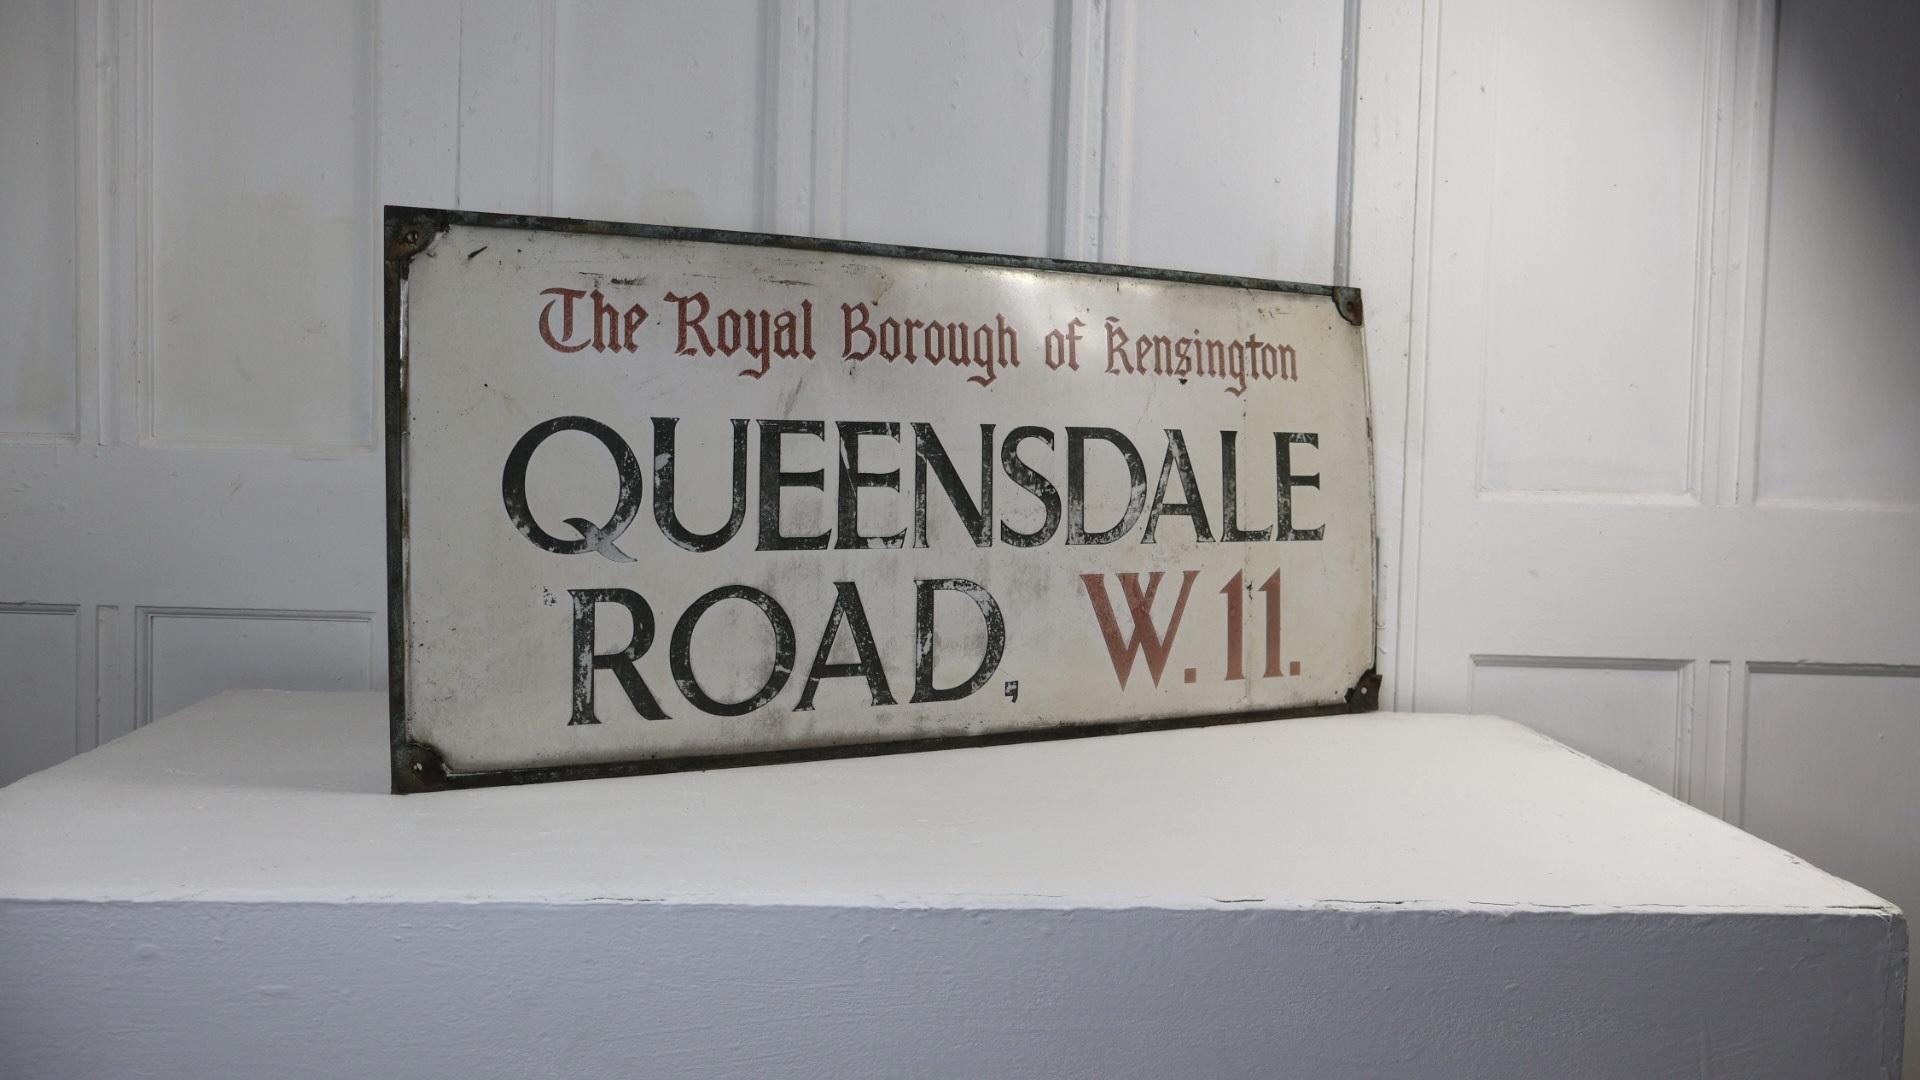 The Royal Borough of Kensington
QUEENSDALE
ROAD, W.11.